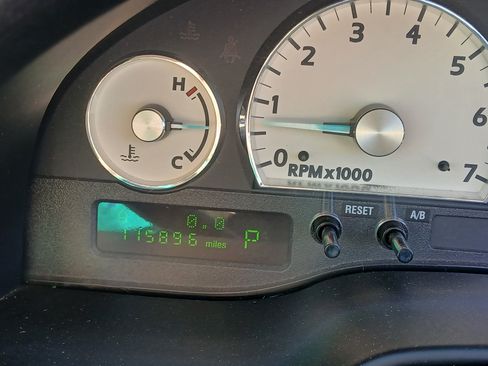 H
C
0 1 2 3 4 5 6 7
RPMx1000
RESET A/B
0.0
115896 miles P